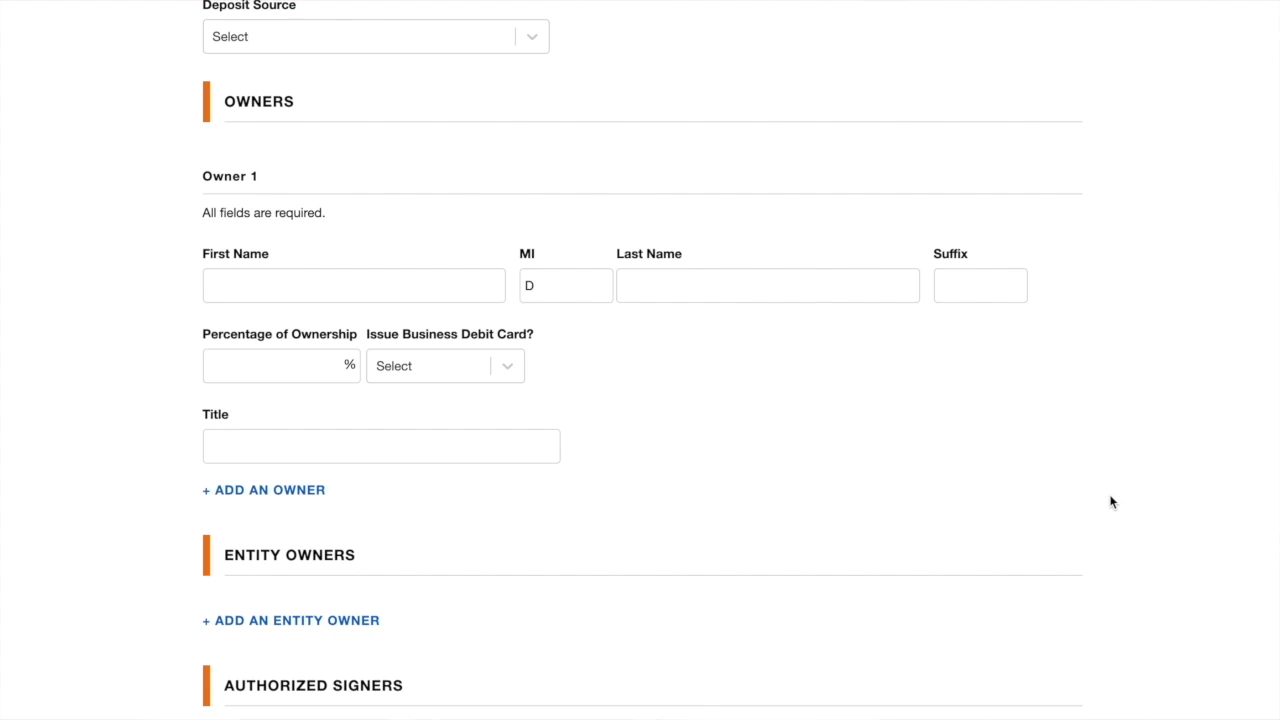 Deposit Source
Select
OWNERS
Owner 1
All fields are required.
First Name MI Last Name Suffix
D
Percentage of Ownership Issue Business Debit Card?
% Select
Title
+ ADD AN OWNER
ENTITY OWNERS
+ ADD AN ENTITY OWNER
AUTHORIZED SIGNERS